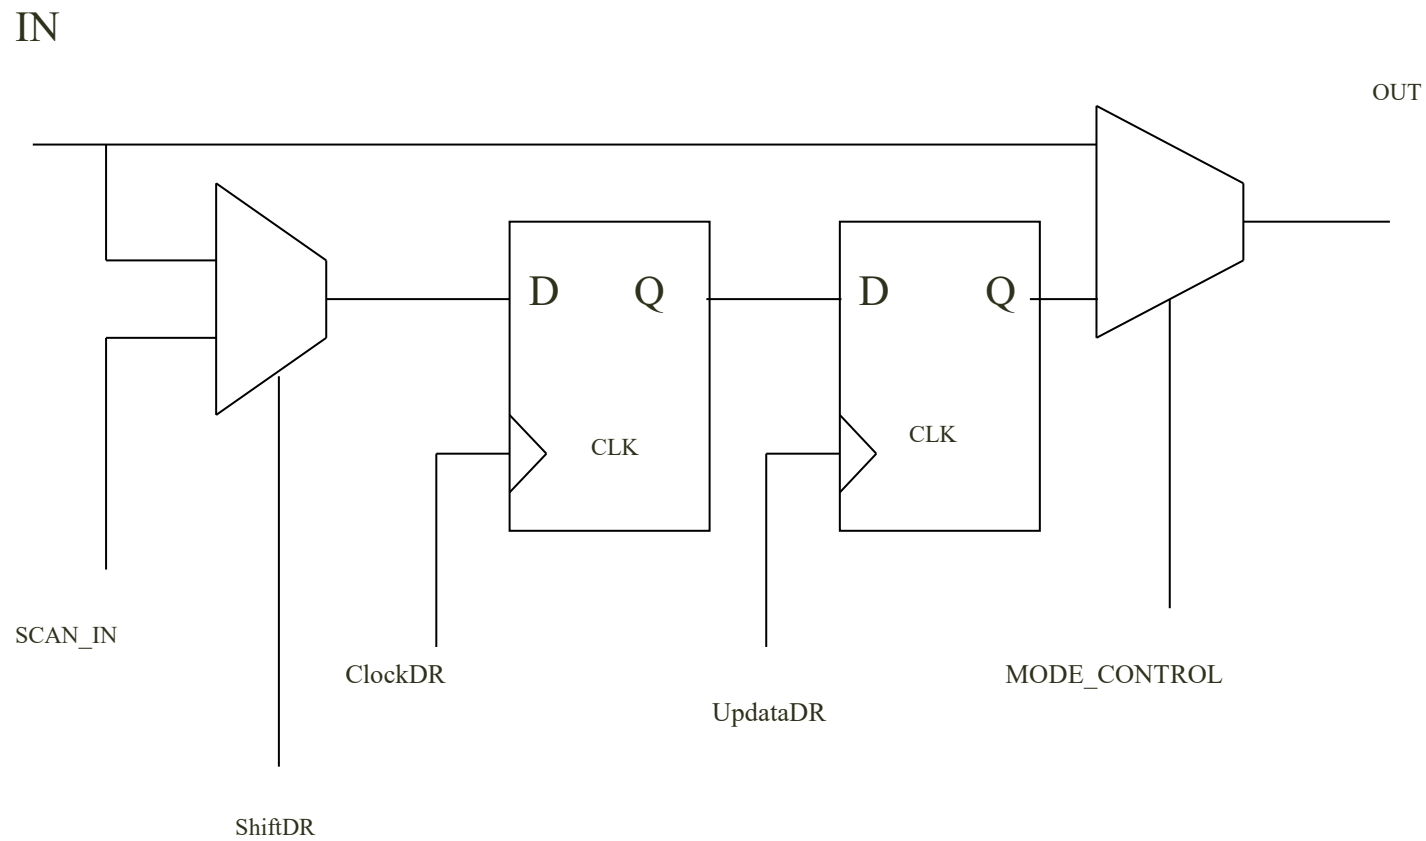 IN
OUT
D
Q
D
Q
CLK
CLK
SCAN_IN
ClockDR
MODE_CONTROL
UpdataDR
ShiftDR